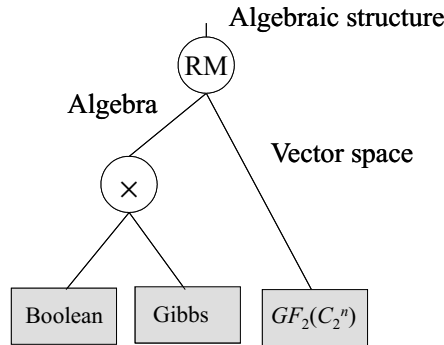 Algebraic structure
RM
Algebra
Vector space
×
Boolean
Gibbs
GF₂(C₂ⁿ)